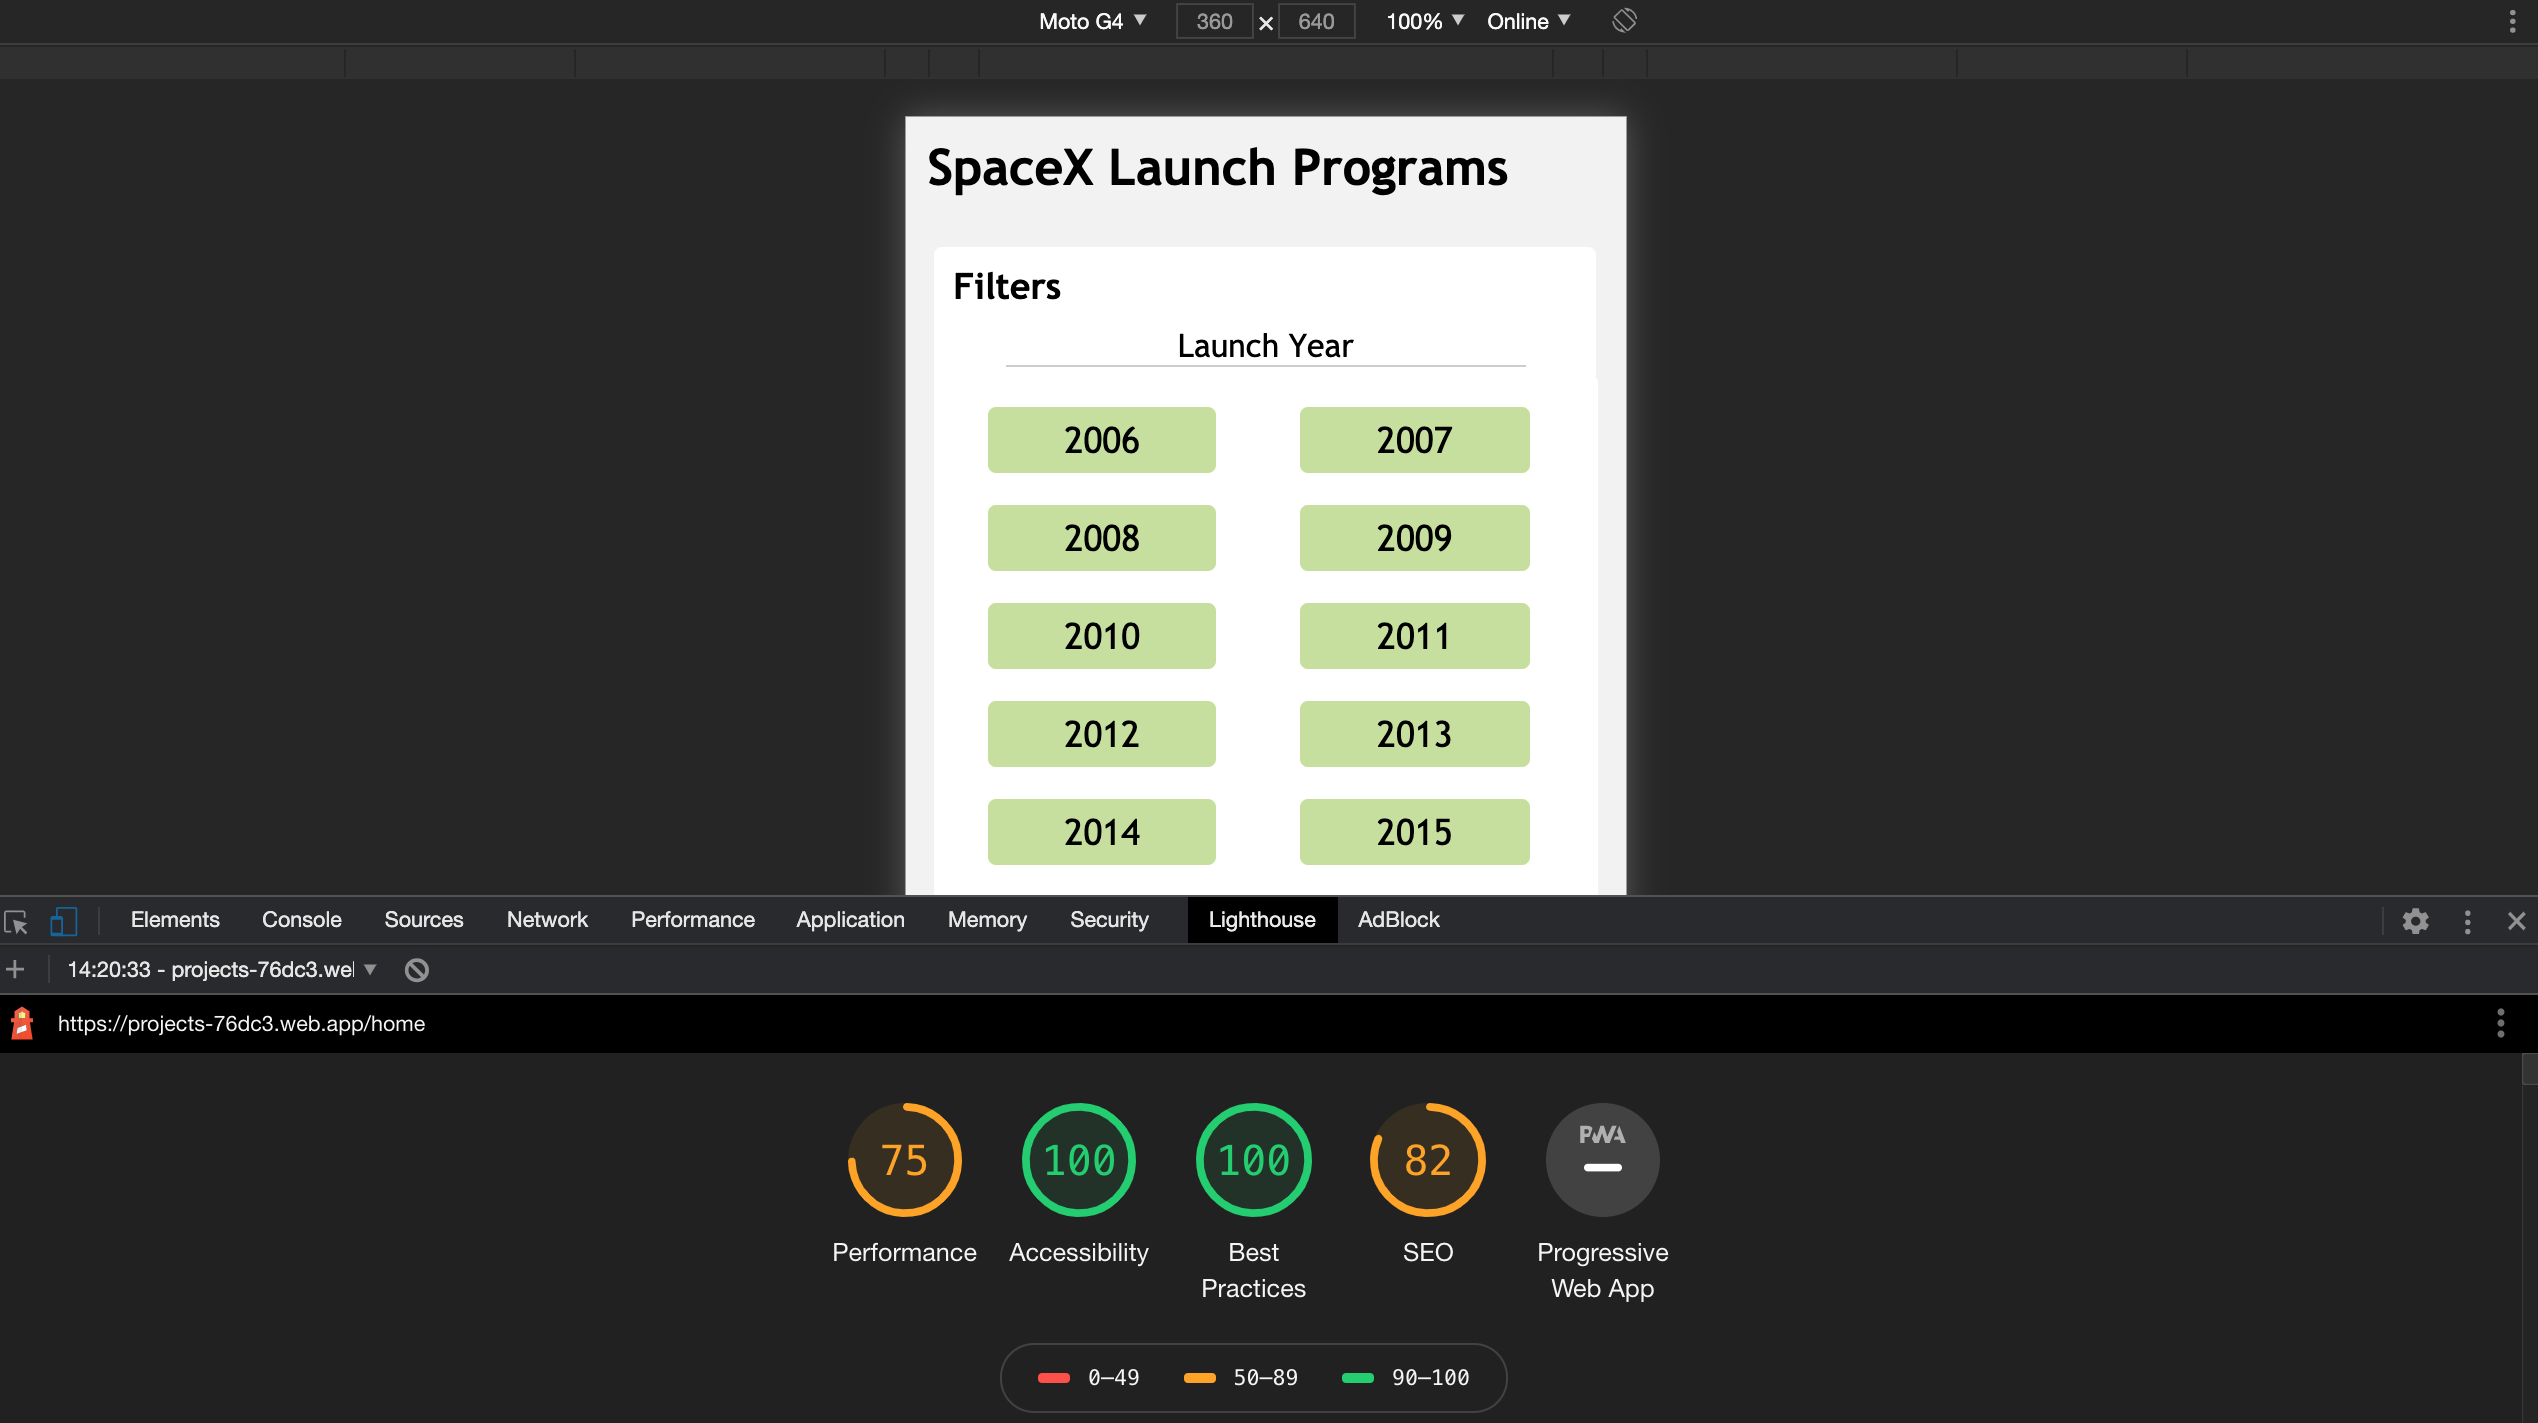 Moto G4 ▼ 360 × 640 100% ▼ Online ▼
SpaceX Launch Programs
Filters
Launch Year
2006 2007
2008 2009
2010 2011
2012 2013
2014 2015
Elements Console Sources Network Performance Application Memory Security Lighthouse AdBlock
14:20:33 - projects-76dc3.we
https://projects-76dc3.web.app/home
75 100 100 82 PWA
Performance Accessibility Best Practices SEO Progressive Web App
0–49 50–89 90–100